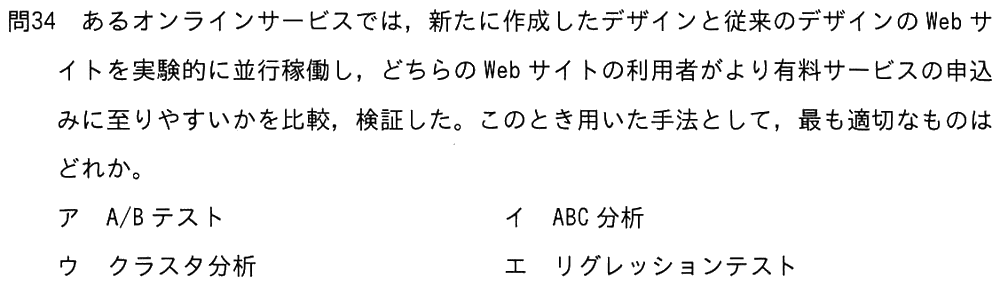 問34 あるオンラインサービスでは，新たに作成したデザインと従来のデザインの Web サ
イトを実験的に並行稼働し，どちらの Web サイトの利用者がより有料サービスの申込
みに至りやすいかを比較，検証した。このとき用いた手法として，最も適切なものは
どれか。
ア A/B テスト イ ABC 分析
ウ クラスタ分析 エ リグレッションテスト